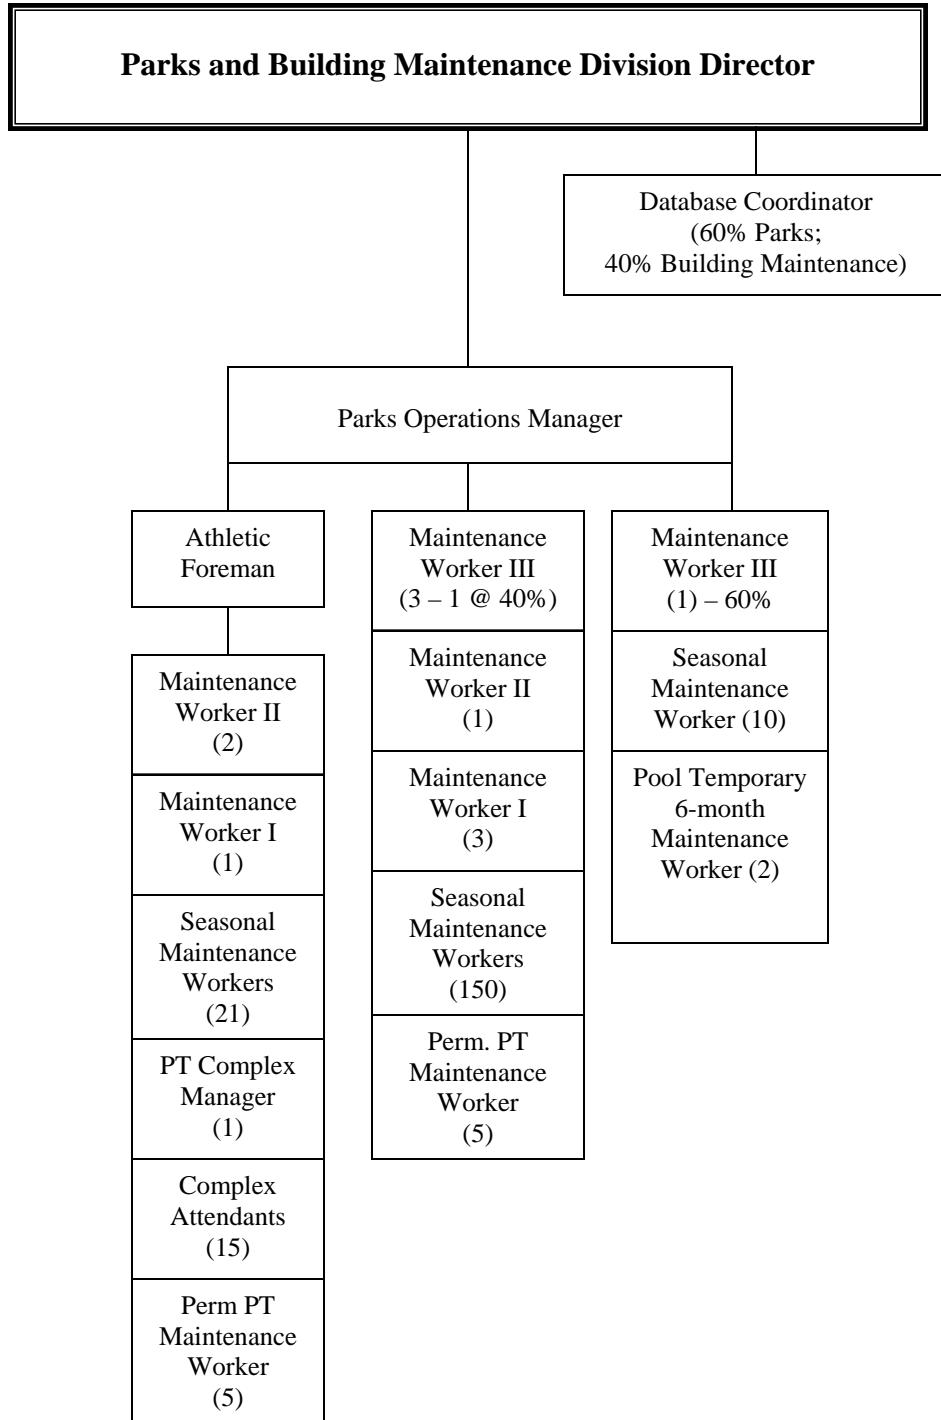 Parks and Building Maintenance Division Director
Database Coordinator
(60% Parks;
40% Building Maintenance)
Parks Operations Manager
Athletic
Foreman
Maintenance
Worker II
(2)
Maintenance
Worker I
(1)
Seasonal
Maintenance
Workers
(21)
PT Complex
Manager
(1)
Complex
Attendants
(15)
Perm PT
Maintenance
Worker
(5)
Maintenance
Worker III
(3 – 1 @ 40%)
Maintenance
Worker II
(1)
Maintenance
Worker I
(3)
Seasonal
Maintenance
Workers
(150)
Perm. PT
Maintenance
Worker
(5)
Maintenance
Worker III
(1) – 60%
Seasonal
Maintenance
Worker (10)
Pool Temporary
6-month
Maintenance
Worker (2)